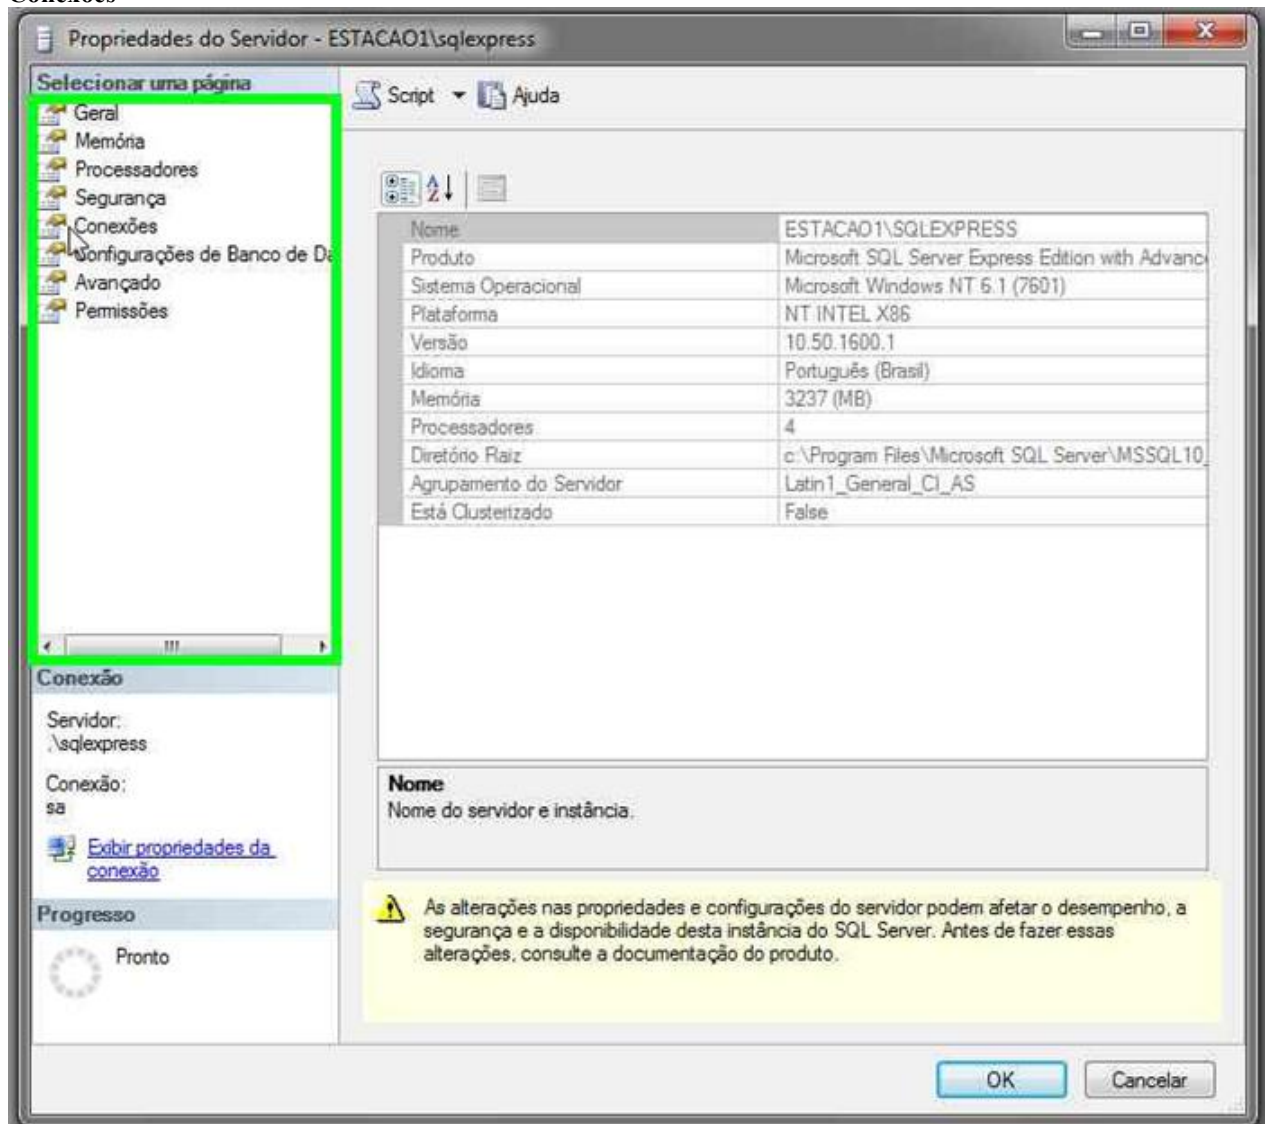 Propriedades do Servidor - ESTACAO1\sqlexpress
Selecionar uma página
Geral
Memória
Processadores
Segurança
Conexões
Configurações de Banco de Da
Avançado
Permissões
Script
Ajuda
Nome ESTACAO1\SQLEXPRESS
Produto Microsoft SQL Server Express Edition with Advanc
Sistema Operacional Microsoft Windows NT 6.1 (7601)
Plataforma NT INTEL X86
Versão 10.50.1600.1
Idioma Português (Brasil)
Memória 3237 (MB)
Processadores 4
Diretório Raiz c:\Program Files\Microsoft SQL Server\MSSQL10_
Agrupamento do Servidor Latin1_General_CI_AS
Está Clusterizado False
Conexão
Servidor:
.\sqlexpress
Conexão:
sa
Exibir propriedades da
conexão
Progresso
Pronto
Nome
Nome do servidor e instância.
As alterações nas propriedades e configurações do servidor podem afetar o desempenho, a
segurança e a disponibilidade desta instância do SQL Server. Antes de fazer essas
alterações, consulte a documentação do produto.
OK
Cancelar